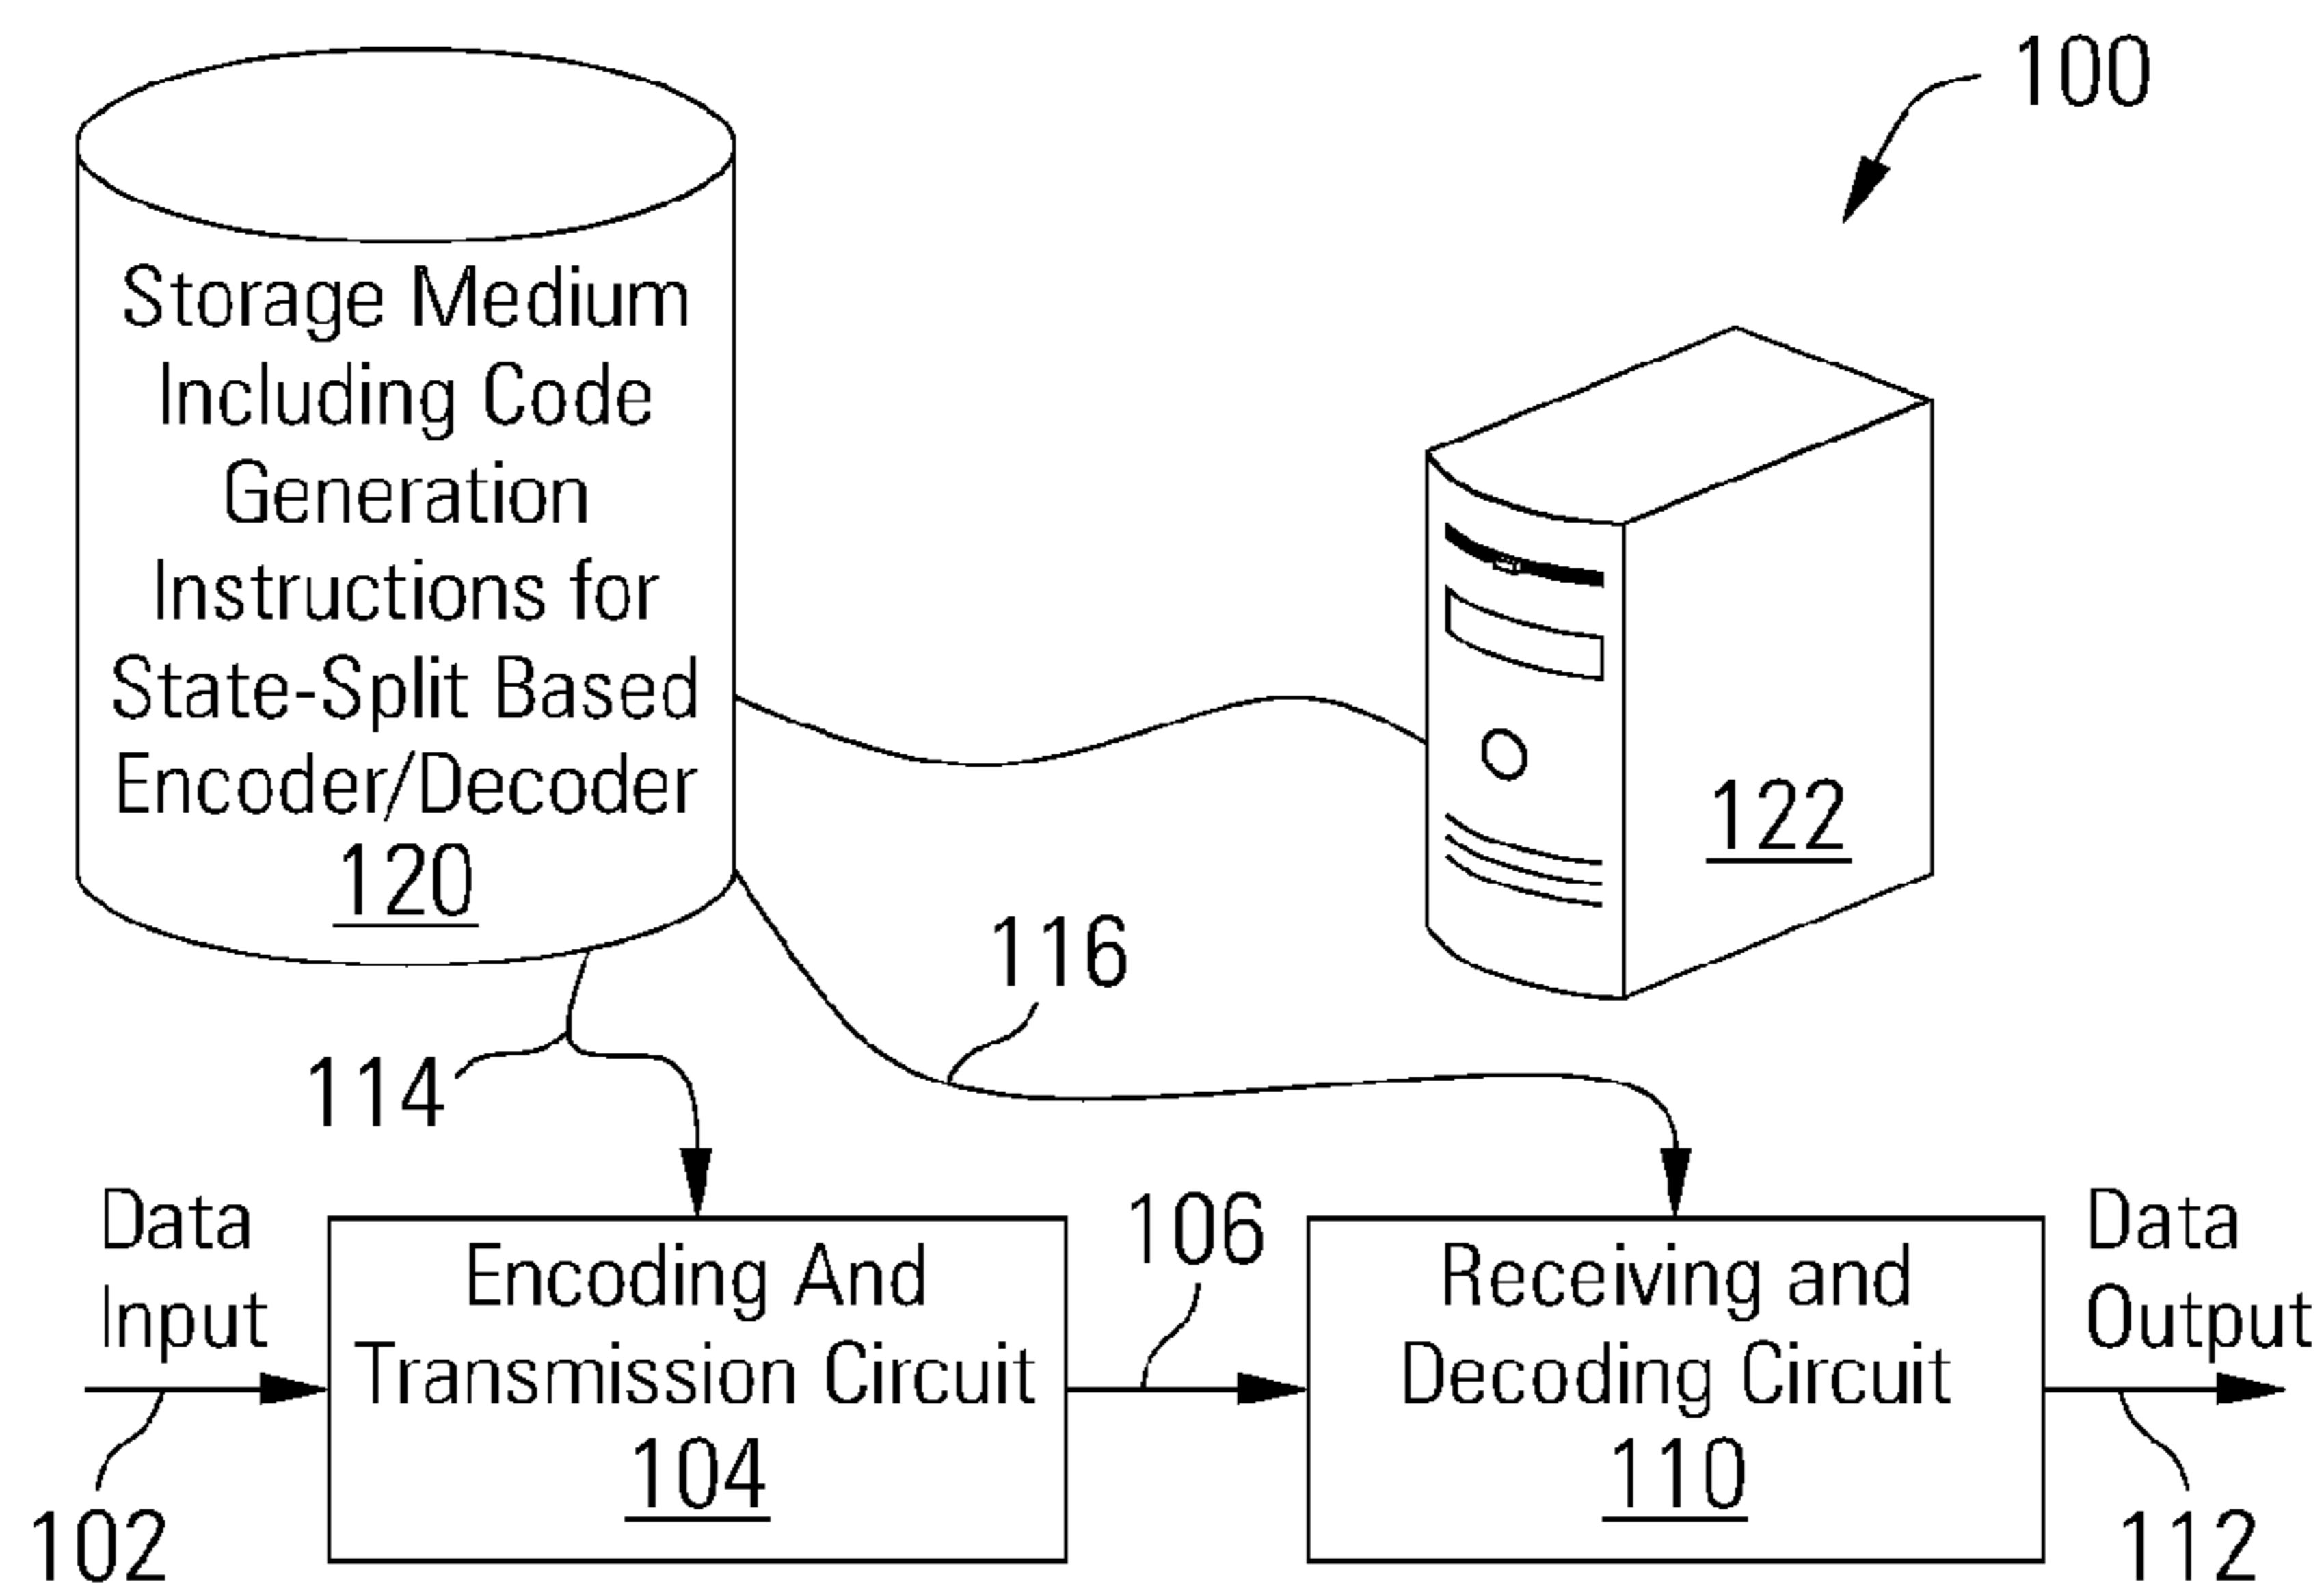 100
Storage Medium
Including Code
Generation
Instructions for
State-Split Based
Encoder/Decoder
120
122
116
114
Data
Input
102
Encoding And
Transmission Circuit
104
106
Receiving and
Decoding Circuit
110
Data
Output
112